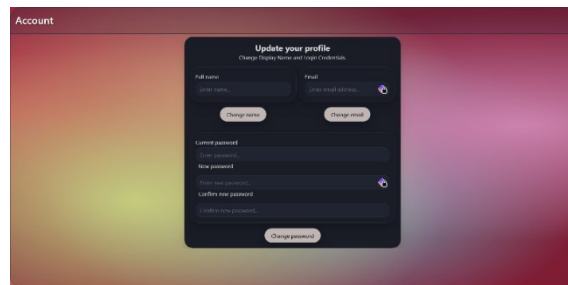 Account
Update your profile
Change Display Name and Login Credentials.
Full name
Email
Enter name...
Enter email address...
Change name
Change email
Current password
Enter password...
New password
Enter new password...
Confirm new password
Confirm new password...
Change password